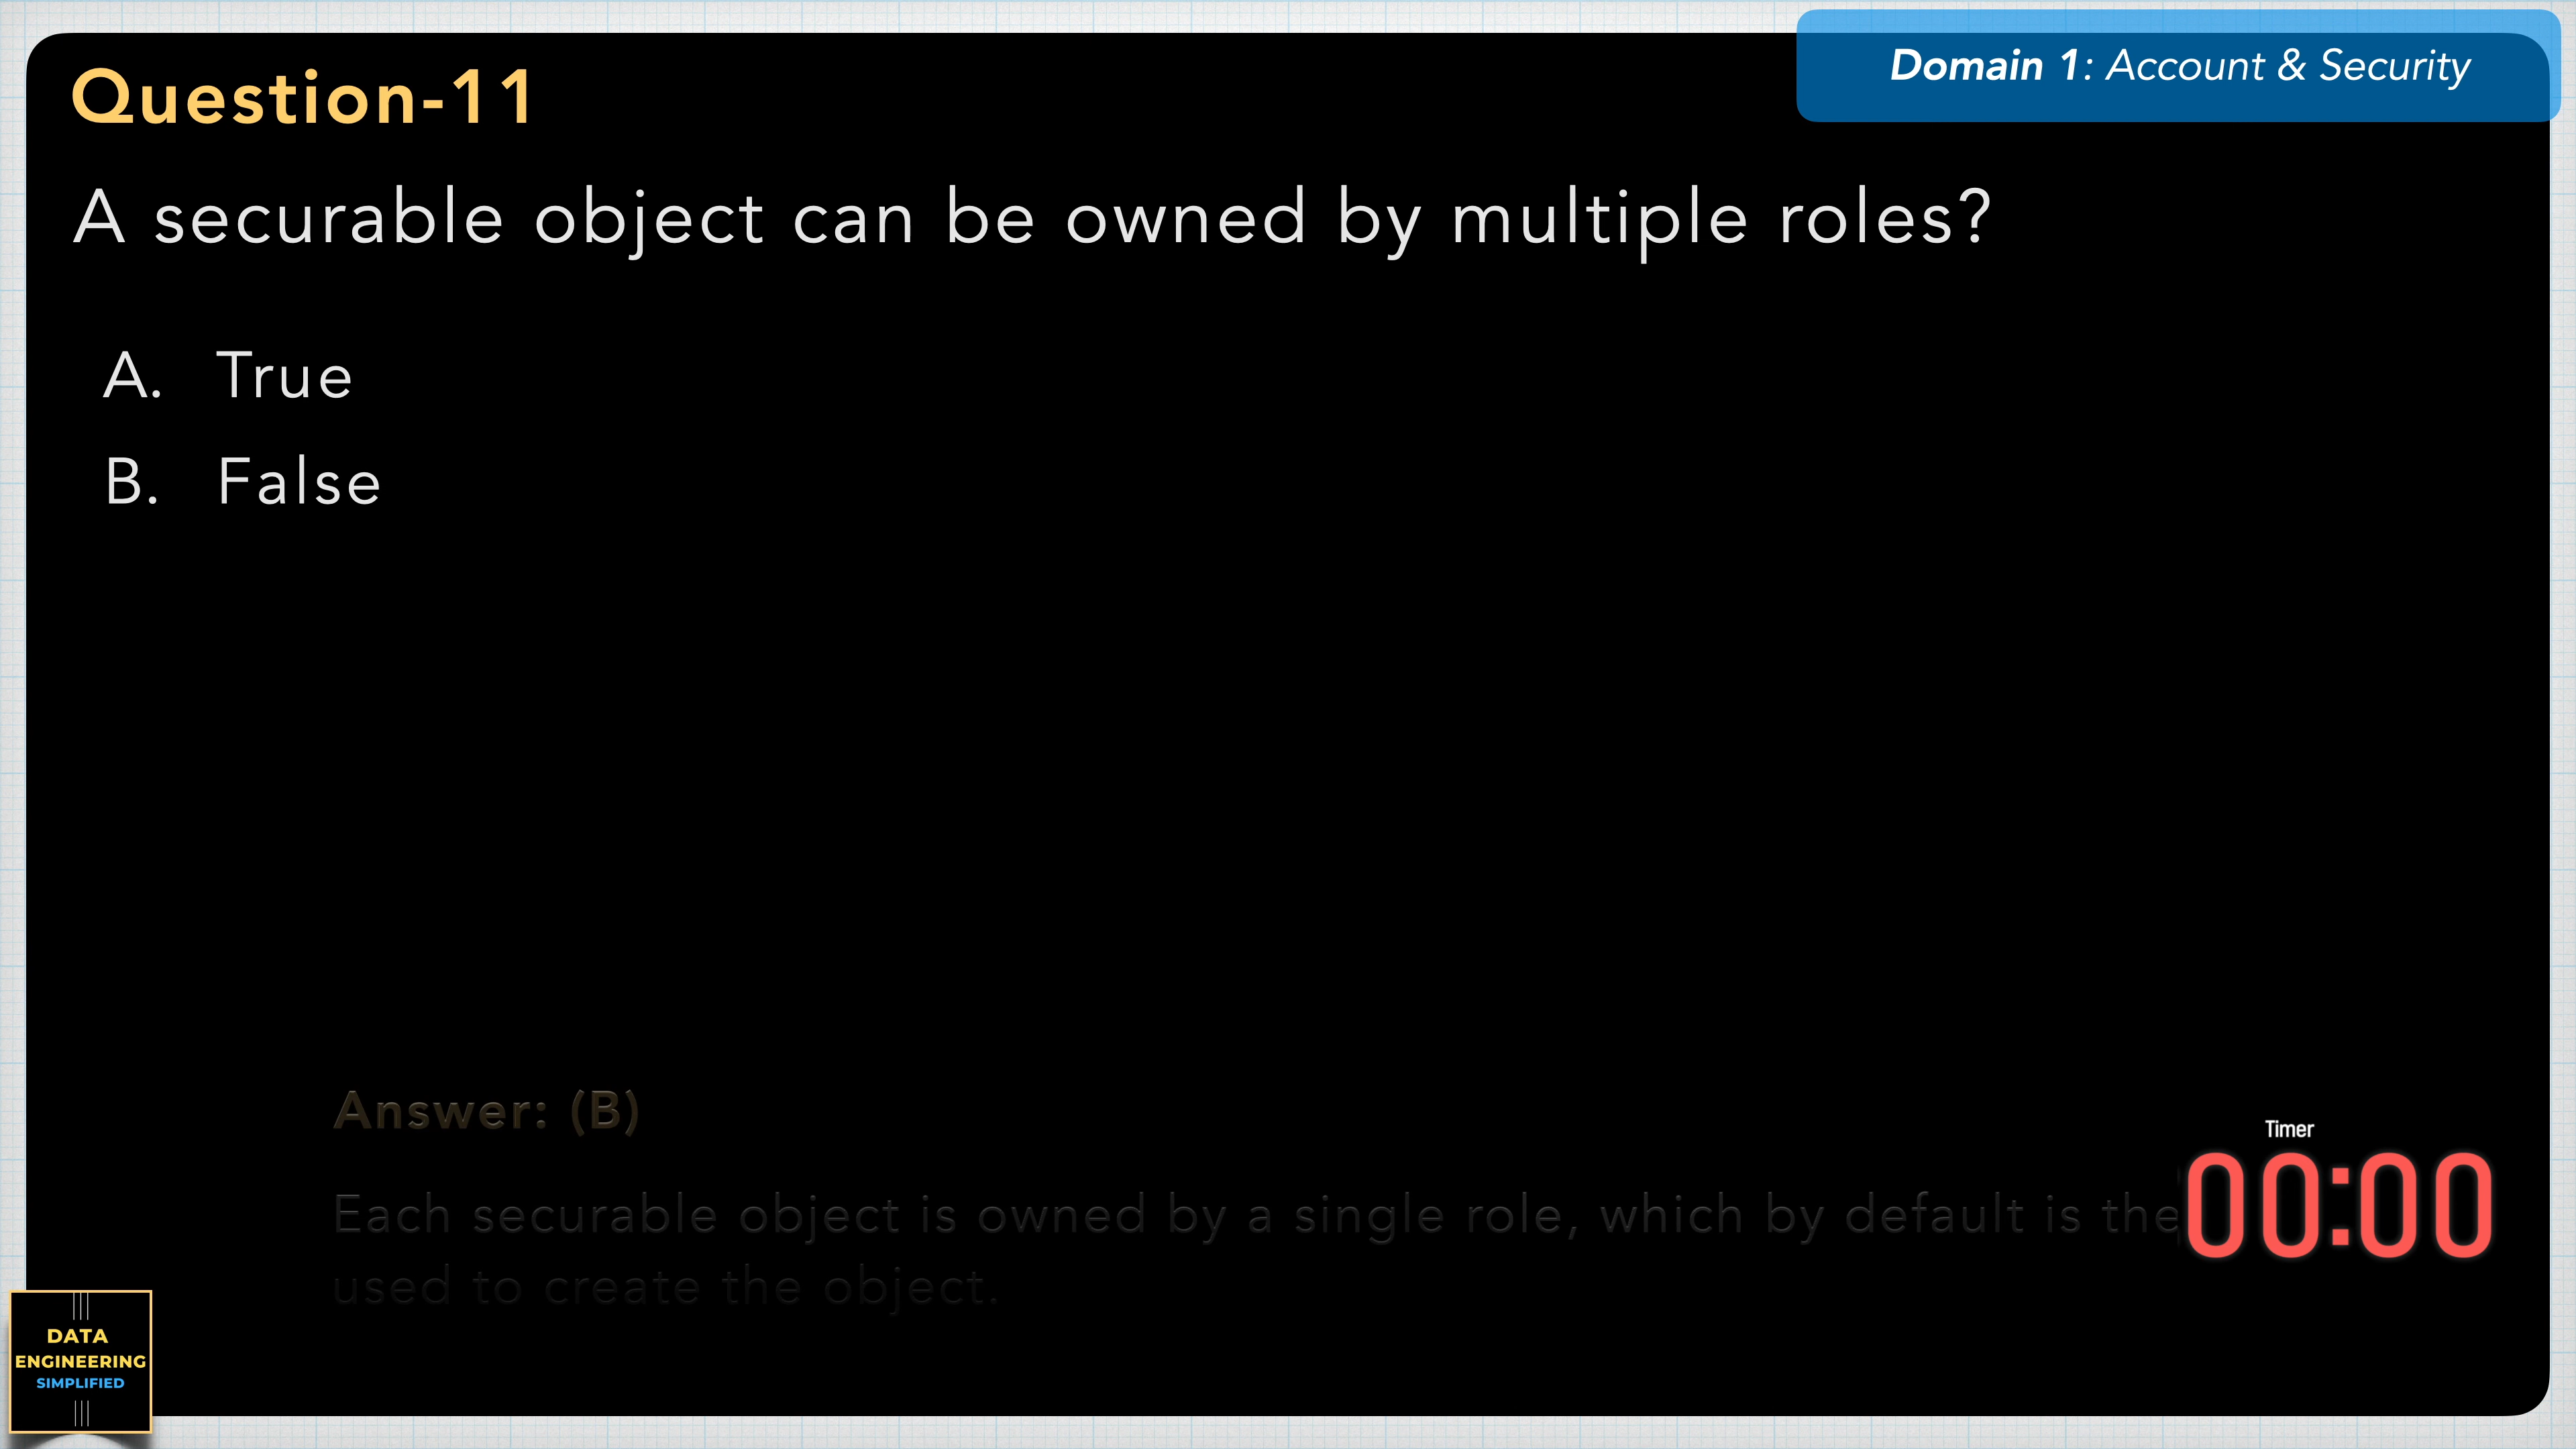 Domain 1: Account & Security
Question-11
A securable object can be owned by multiple roles?
A. True
B. False
Answer: (B)
Each securable object is owned by a single role, which by default is the
used to create the object.
Timer
00:00
DATA
ENGINEERING
SIMPLIFIED